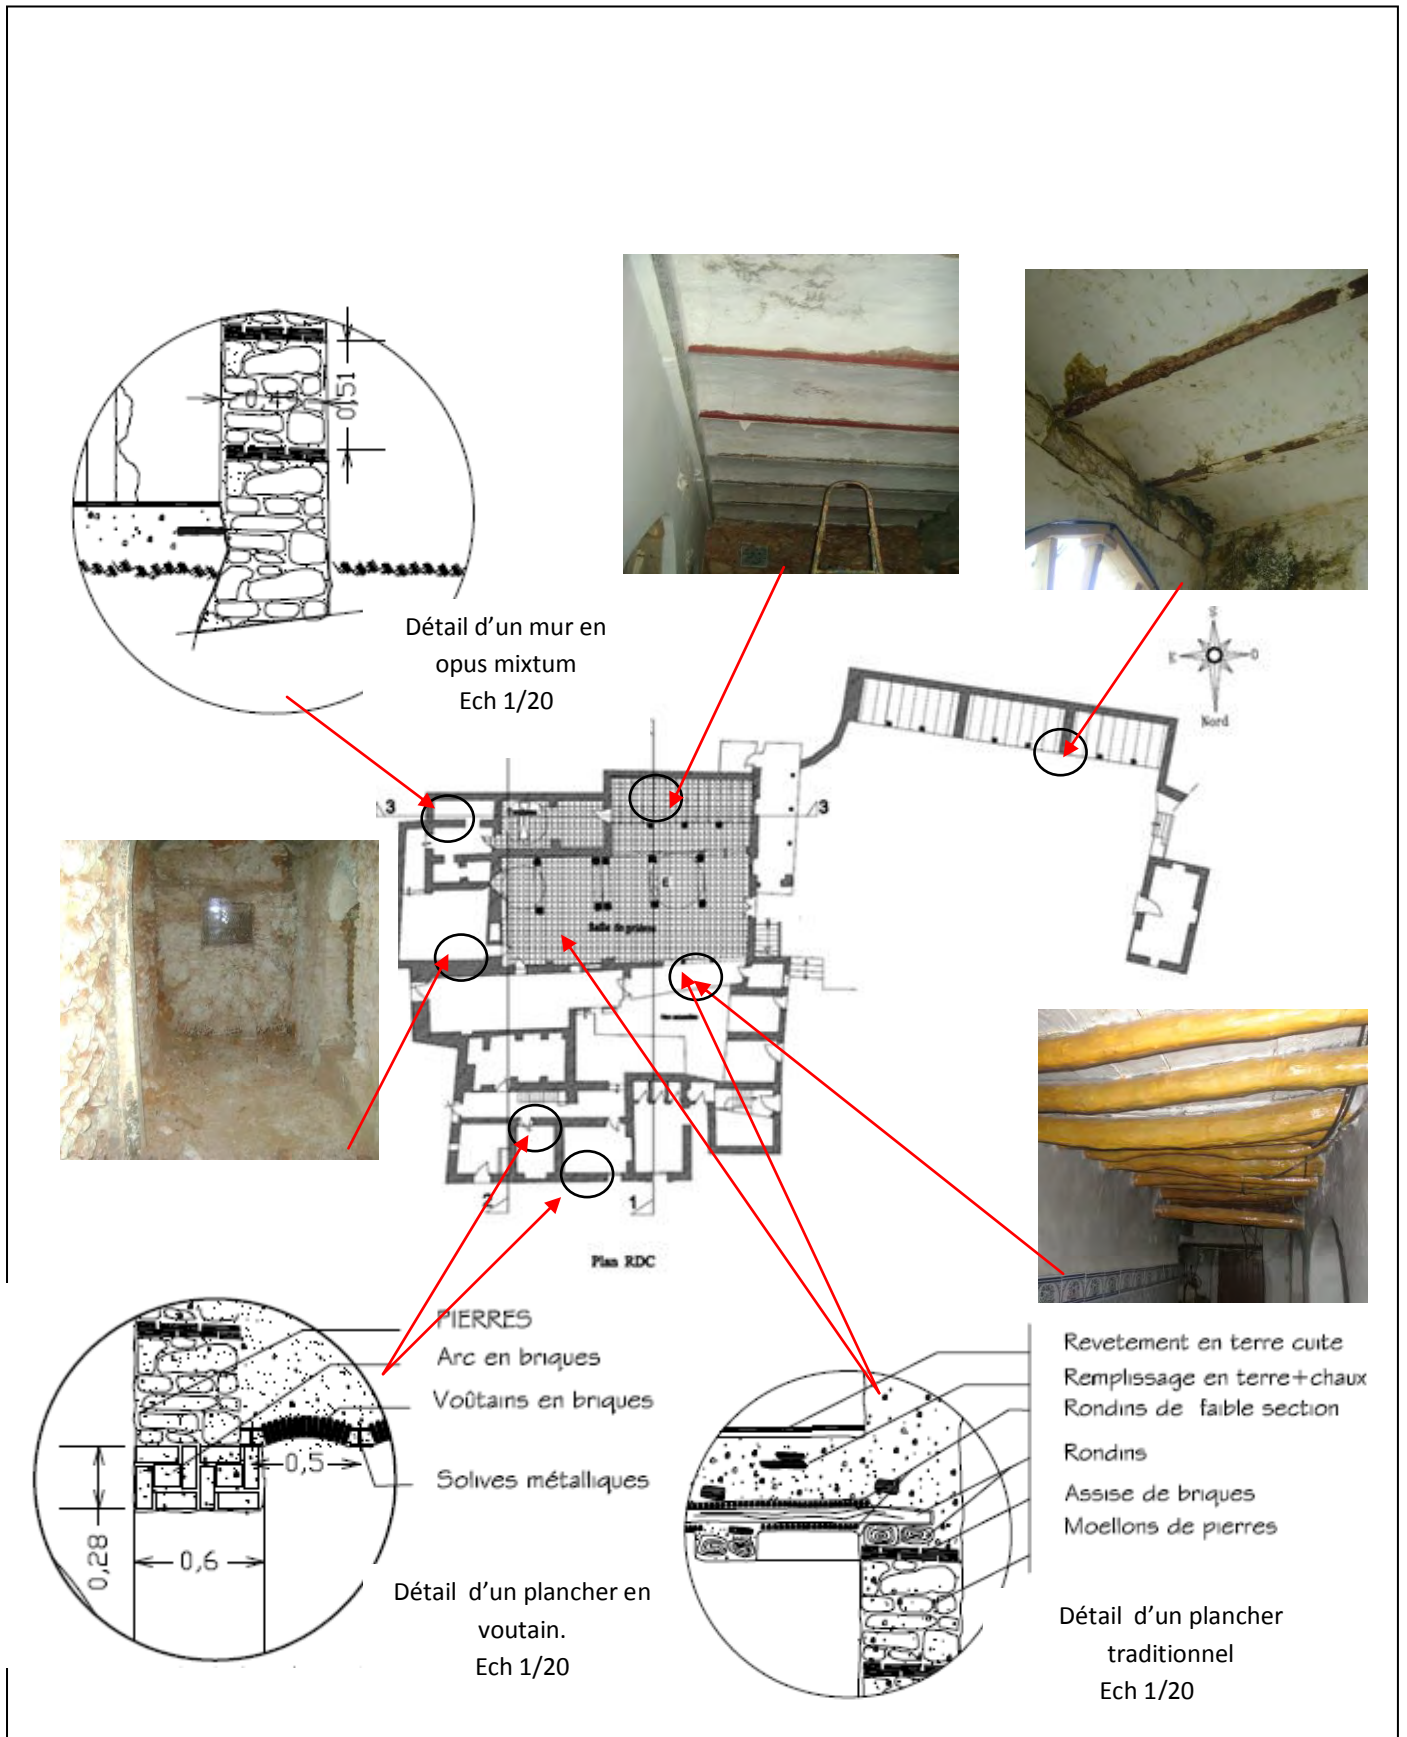 0,51
Détail d’un mur en
opus mixtum
Ech 1/20
S
E
O
Nord
3
3
Salle de prière
2
1
Plan RDC
PIERRES
Arc en briques
Voûtains en briques
Solives métalliques
0,5
0,28
0,6
Détail d’un plancher en
voutain.
Ech 1/20
Revetement en terre cuite
Remplissage en terre+chaux
Rondins de faible section
Rondins
Assise de briques
Moellons de pierres
Détail d’un plancher
traditionnel
Ech 1/20